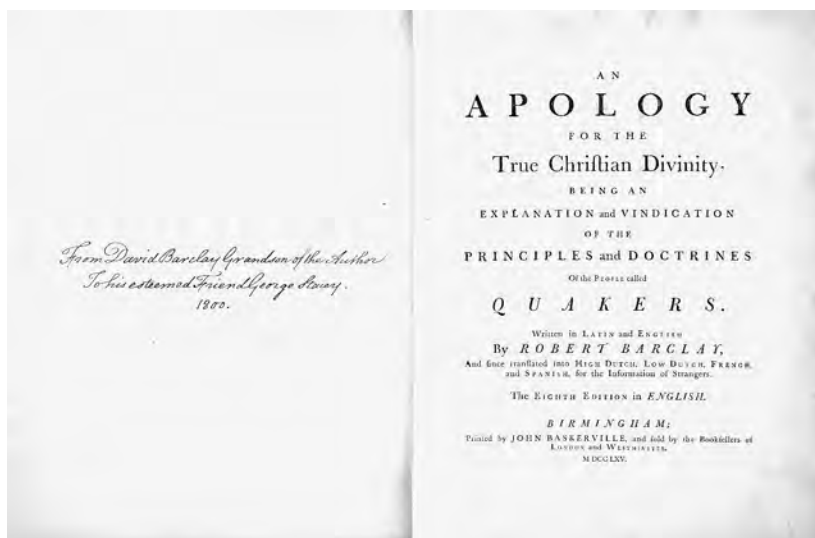 From David Barclay Grandson of the Author
To his esteemed Friend George Stacey.
1800.
AN
APOLOGY
FOR THE
True Chriſtian Divinity.
BEING AN
EXPLANATION and VINDICATION
OF THE
PRINCIPLES and DOCTRINES
Of the PEOPLE called
QUAKERS.
Written in LATIN and ENGLISH
By ROBERT BARCLAY,
And ſince tranſlated into HIGH DUTCH, LOW DUTCH, FRENCH,
and SPANISH, for the Information of Strangers.
The EIGHTH EDITION in ENGLISH.
BIRMINGHAM:
Printed by JOHN BASKERVILLE, and ſold by the Bookſellers of
LONDON and WESTMINSTER.
MDCCLXV.